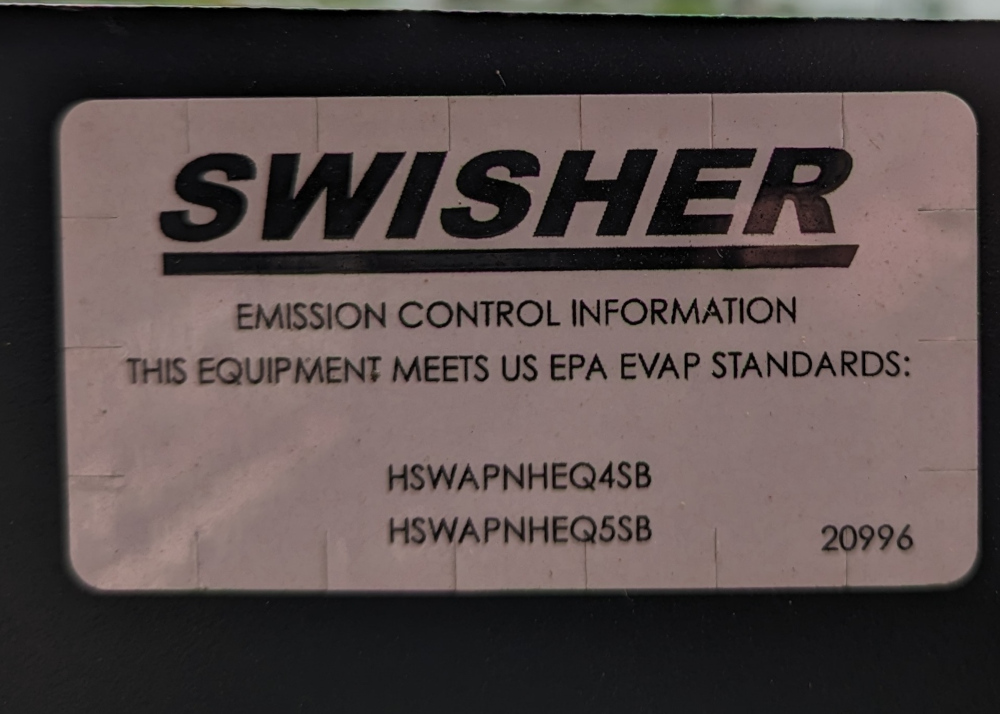 SWISHER
EMISSION CONTROL INFORMATION
THIS EQUIPMENT MEETS US EPA EVAP STANDARDS:
HSWAPNHEQ4SB
HSWAPNHEQ5SB
20996